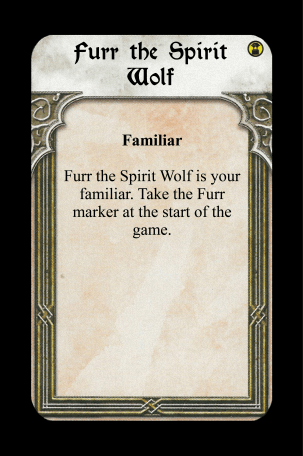 Furr the Spirit
Wolf
Familiar
Furr the Spirit Wolf is your
familiar. Take the Furr
marker at the start of the
game.